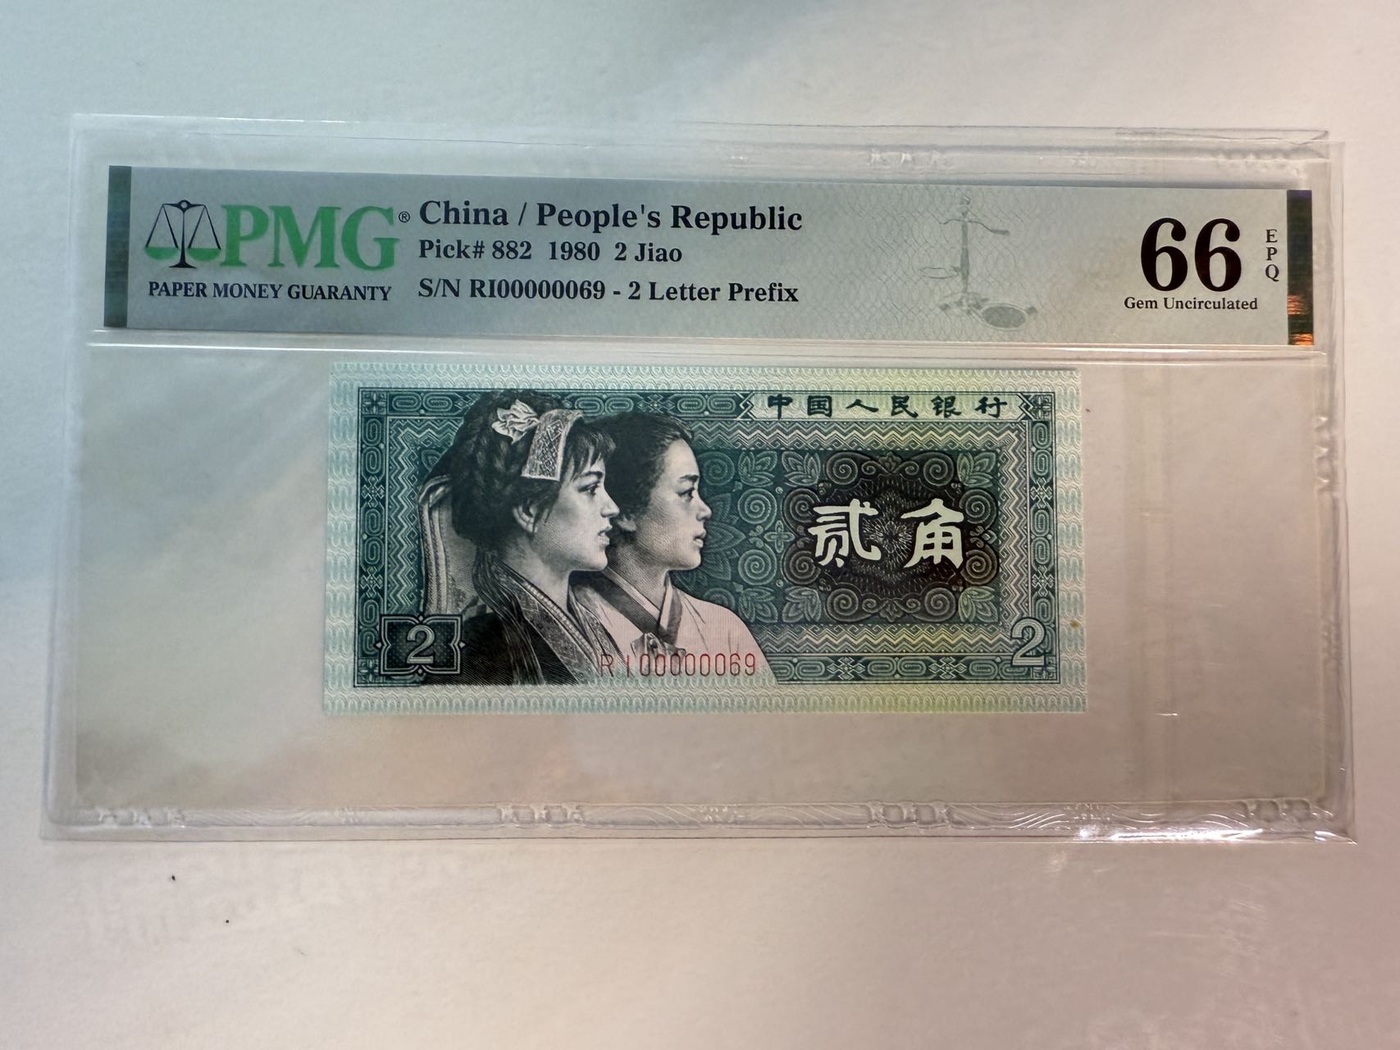 PMG®
PAPER MONEY GUARANTY
China / People's Republic
Pick# 882 1980 2 Jiao
S/N RI00000069 - 2 Letter Prefix
66
EPQ
Gem Uncirculated
中国人民银行
贰角
2
RI00000069
2